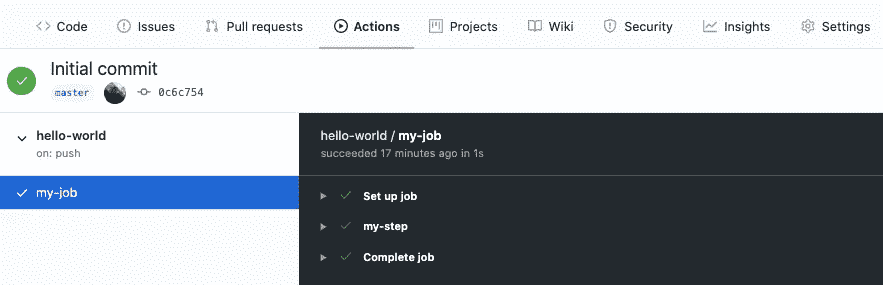 Code Issues Pull requests Actions Projects Wiki Security Insights Settings
Initial commit
master 0c6c754
hello-world
on: push
my-job
hello-world / my-job
succeeded 17 minutes ago in 1s
Set up job
my-step
Complete job